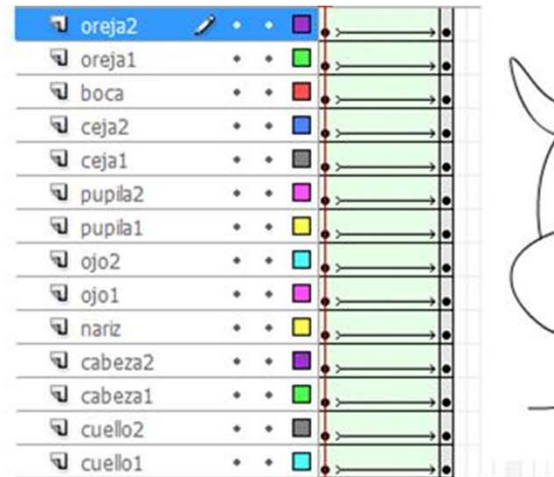 oreja2
oreja1
boca
ceja2
ceja1
pupila2
pupila1
ojo2
ojo1
nariz
cabeza2
cabeza1
cuello2
cuello1